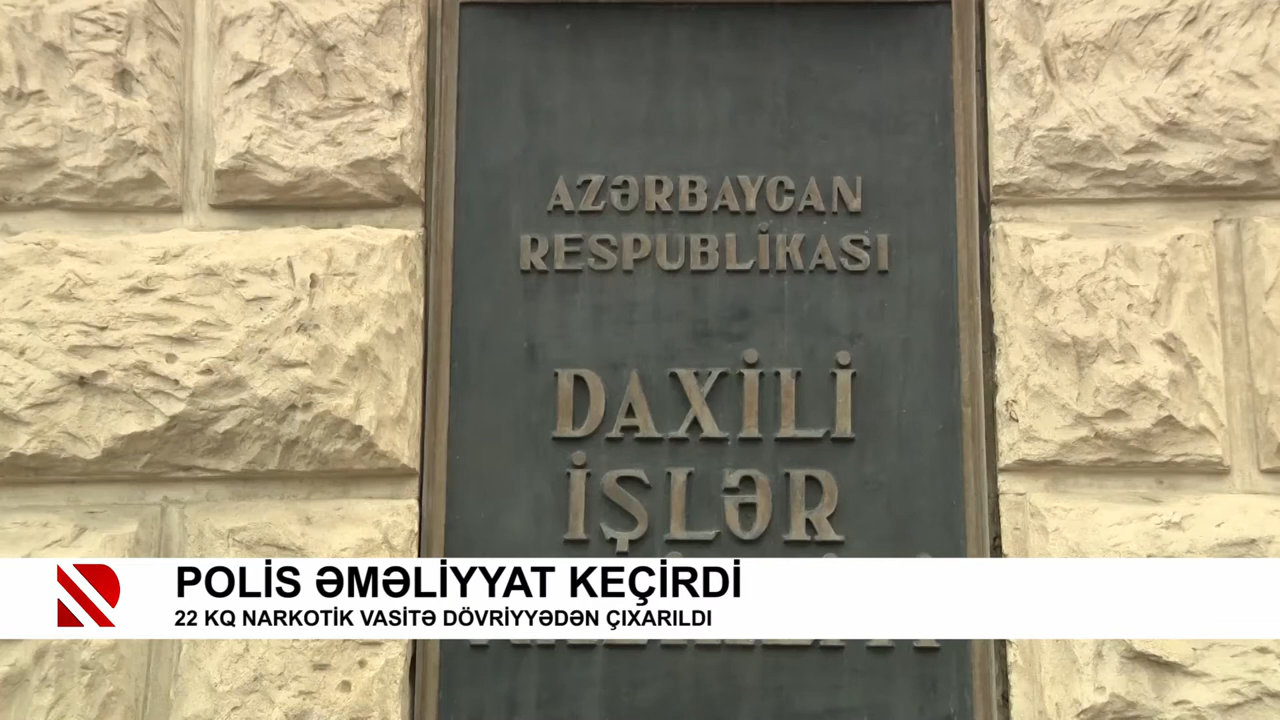 AZƏRBAYCAN
RESPUBLİKASI
DAXİLİ
İŞLƏR
POLİS ƏMƏLİYYAT KEÇİRDİ
22 KQ NARKOTİK VASİTƏ DÖVRİYYƏDƏN ÇIXARILDI